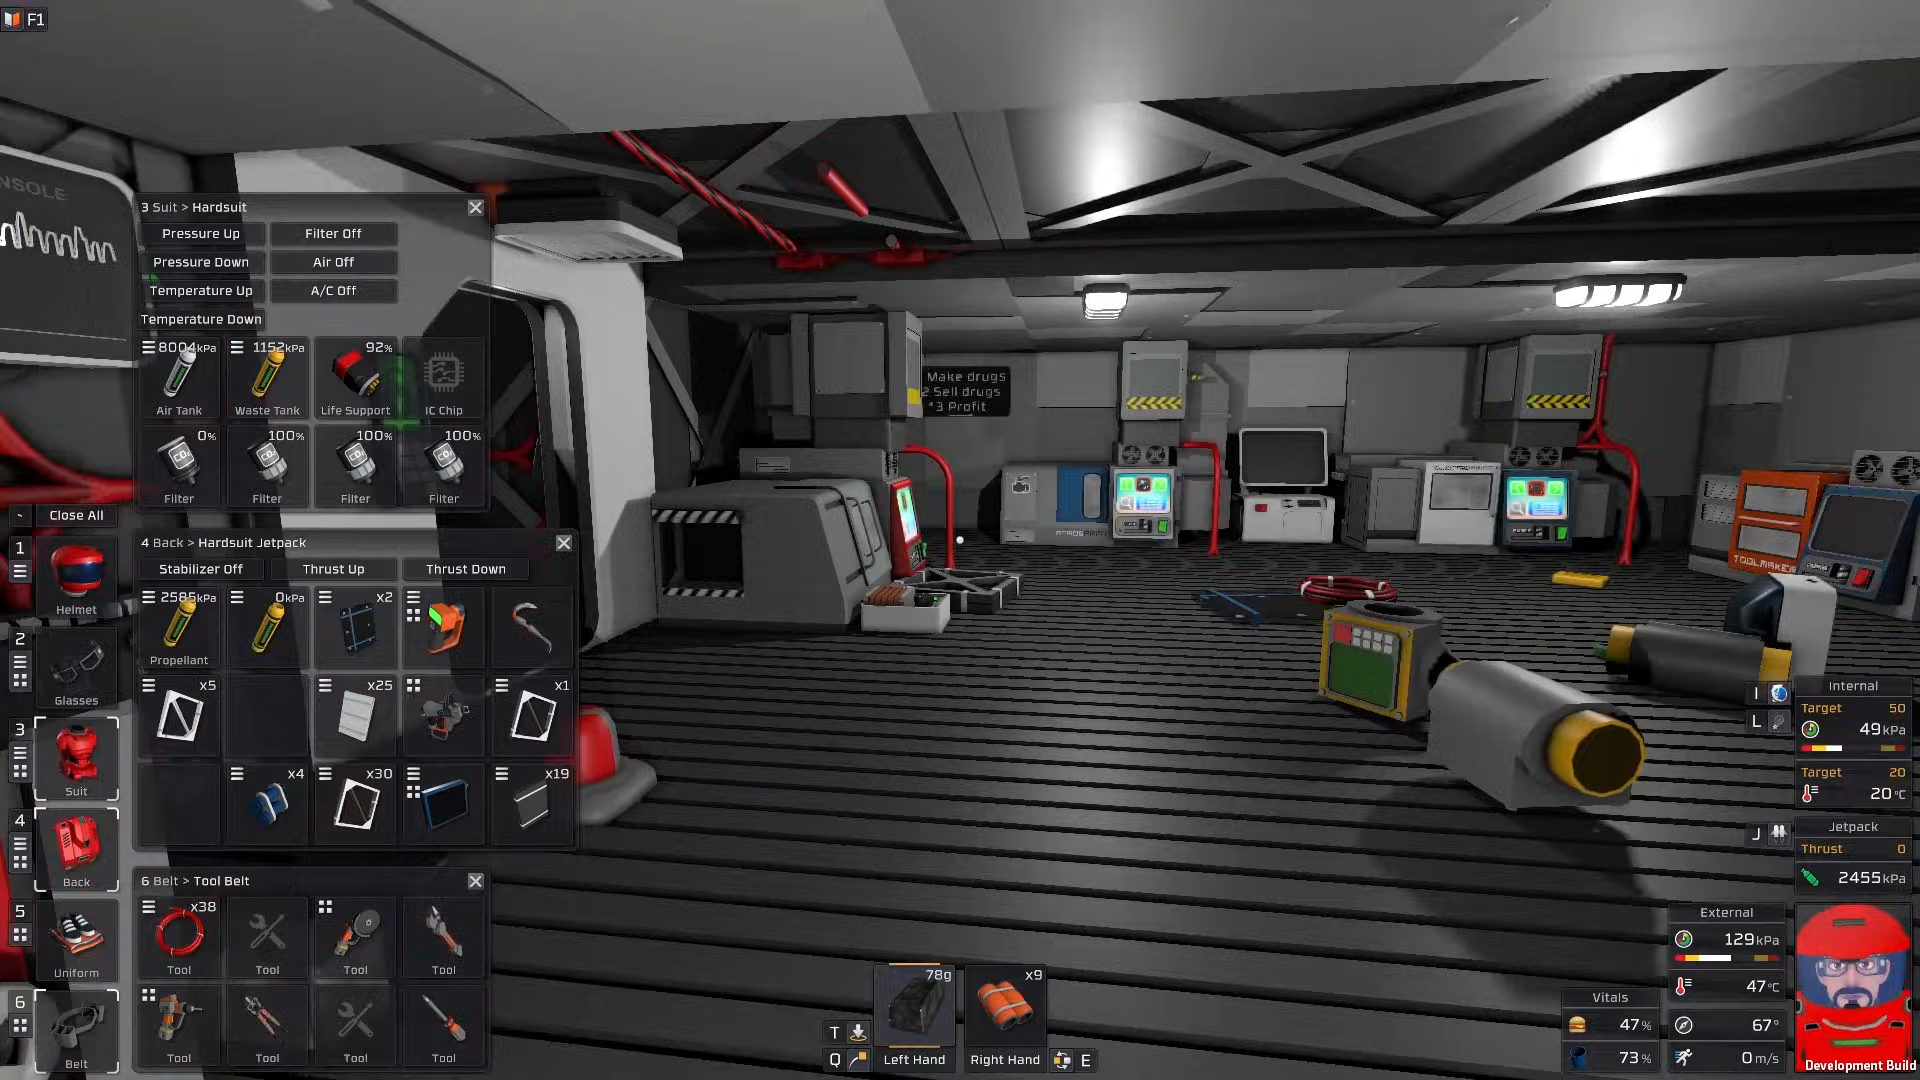 F1
NSOLE
3 Suit > Hardsuit
Pressure Up
Filter Off
Pressure Down
Air Off
Temperature Up
A/C Off
Temperature Down
8004kPa
1152kPa
92%
Air Tank
Waste Tank
Life Support
IC Chip
0%
100%
100%
100%
Filter
Filter
Filter
Filter
Make drugs
2 Sell drugs
*3 Profit
TOOLMAKER
~ Close All
1
Helmet
2
Glasses
3
Suit
4
Back
5
Uniform
6
Belt
4 Back > Hardsuit Jetpack
Stabilizer Off
Thrust Up
Thrust Down
2585kPa
0kPa
x2
Propellant
x5
x25
x1
x4
x30
x19
6 Belt > Tool Belt
x38
Tool
Tool
Tool
Tool
Tool
Tool
Tool
Tool
78g
x9
T
Q
Left Hand
Right Hand
E
I
L
Internal
Target 50
49kPa
Target 20
20°C
J
Jetpack
Thrust 0
2455kPa
External
129kPa
47°C
67°
0m/s
Vitals
47%
73%
Development Build